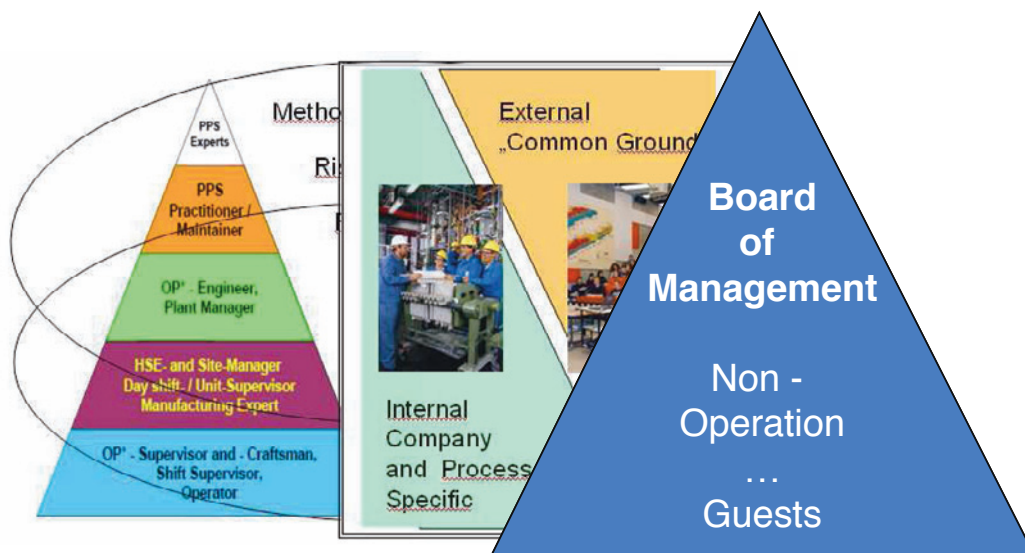 PPS
Experts
PPS
Practitioner /
Maintainer
OP' - Engineer,
Plant Manager
HSE- and Site-Manager
Day shift- / Unit-Supervisor
Manufacturing Expert
OP' - Supervisor and - Craftsman,
Shift Supervisor,
Operator
External
„Common Ground
Internal
Company
and Process
Specific
Board
of
Management
Non -
Operation
…
Guests